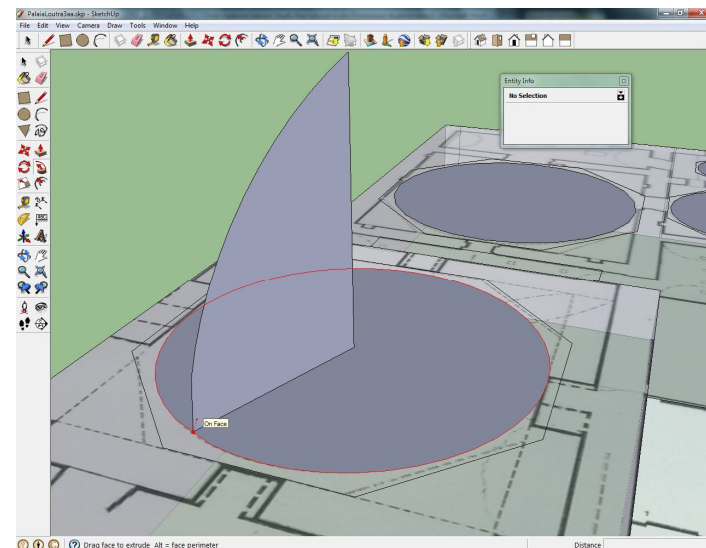 PalaiaLoutra3aa.skp - SketchUp
File Edit View Camera Draw Tools Window Help
Entity Info
No Selection
On Face
Drag face to extrude Alt = face perimeter
Distance